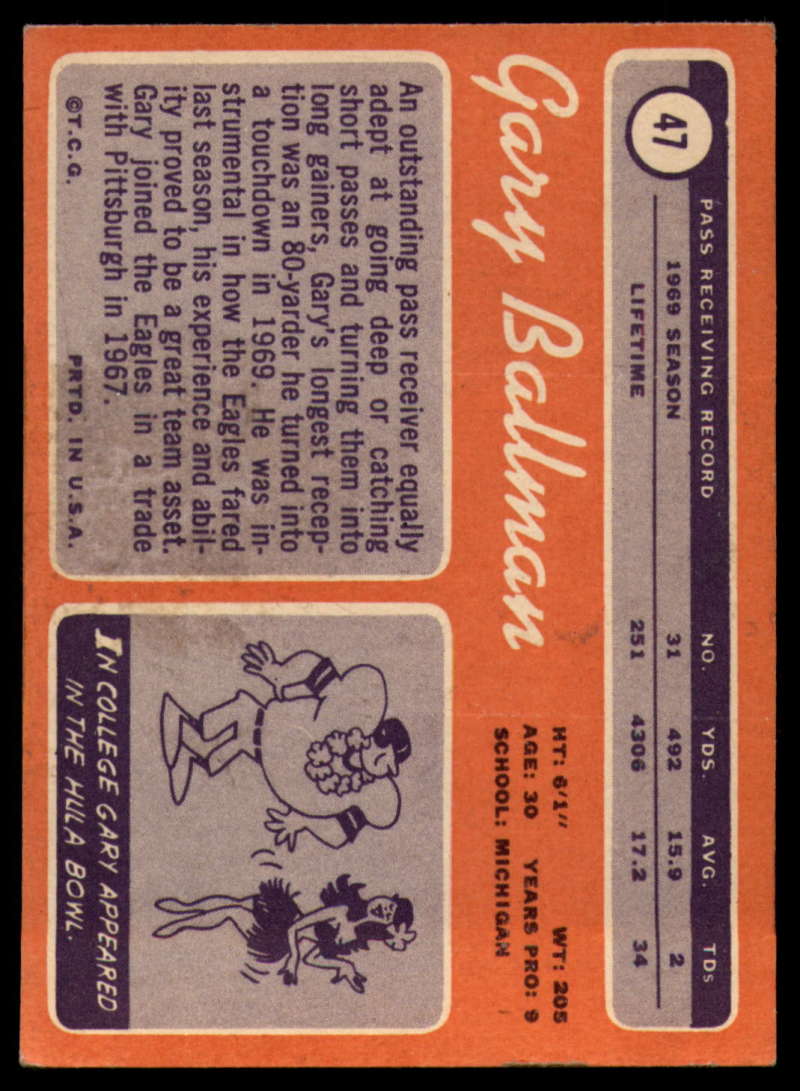 47
PASS RECEIVING RECORD NO. YDS. AVG. TDs
1969 SEASON 31 492 15.9 2
LIFETIME 251 4306 17.2 34
Gary Ballman
HT: 6'1" WT: 205
AGE: 30 YEARS PRO: 9
SCHOOL: MICHIGAN
An outstanding pass receiver equally
adept at going deep or catching
short passes and turning them into
long gainers, Gary's longest recep-
tion was an 80-yarder he turned into
a touchdown in 1969. He was in-
strumental in how the Eagles fared
last season, his experience and abil-
ity proved to be a great team asset.
Gary joined the Eagles in a trade
with Pittsburgh in 1967.
©T.C.G. PRTD. IN U.S.A.
IN COLLEGE GARY APPEARED
IN THE HULA BOWL.